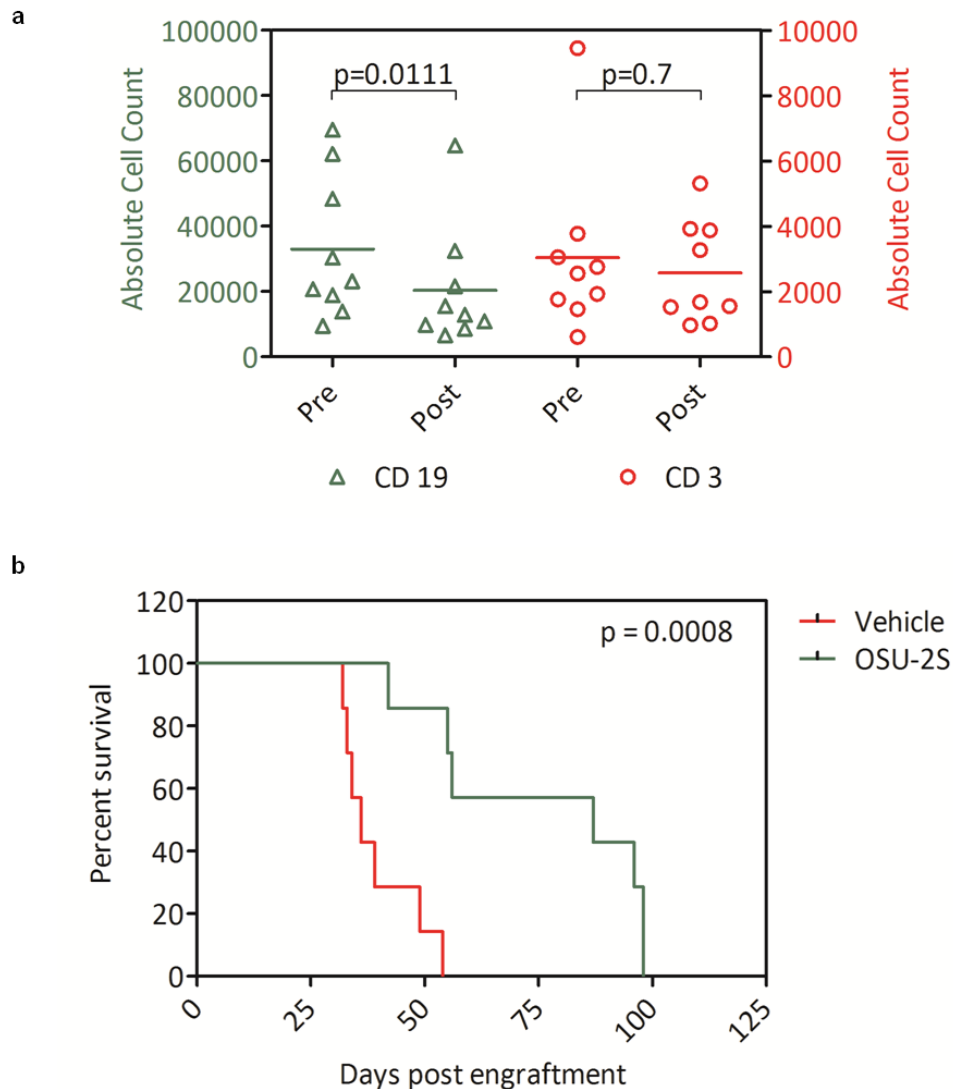 a
Absolute Cell Count
100000
80000
60000
40000
20000
0
p=0.0111
p=0.7
10000
8000
6000
4000
2000
0
Absolute Cell Count
Pre
Post
Pre
Post
CD 19
CD 3
b
Percent survival
120
100
80
60
40
20
0
p = 0.0008
Vehicle
OSU-2S
0
25
50
75
100
125
Days post engraftment